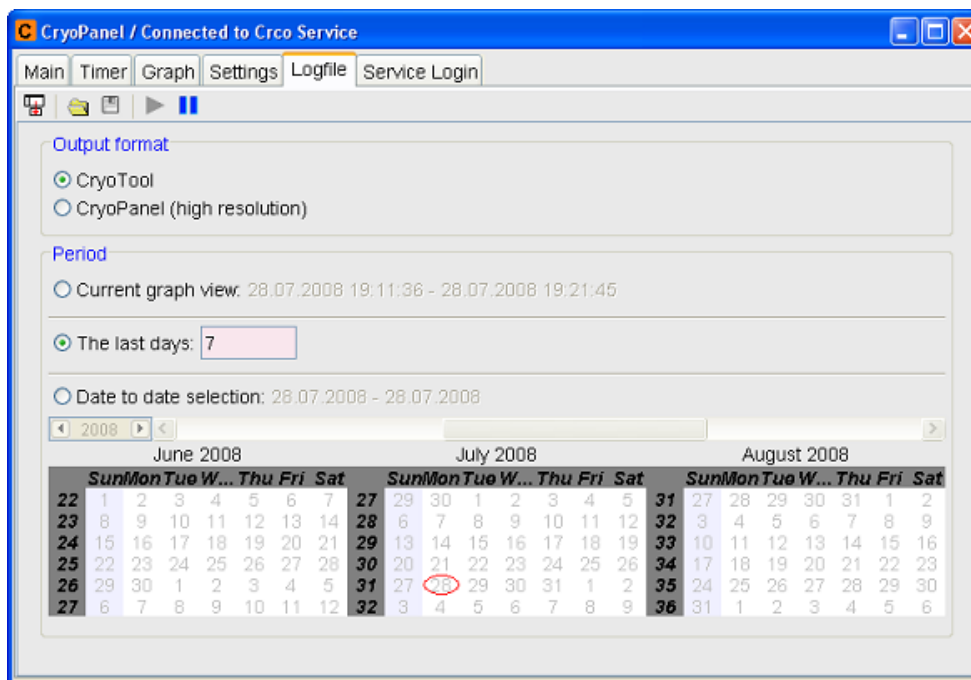 C CryoPanel / Connected to Crco Service
Main Timer Graph Settings Logfile Service Login
Output format
CryoTool
CryoPanel (high resolution)
Period
Current graph view: 28.07.2008 19:11:36 - 28.07.2008 19:21:45
The last days: 7
Date to date selection: 28.07.2008 - 28.07.2008
2008
June 2008 July 2008 August 2008
Sun Mon Tue W... Thu Fri Sat Sun Mon Tue W... Thu Fri Sat Sun Mon Tue W... Thu Fri Sat
22 1 2 3 4 5 6 7 27 29 30 1 2 3 4 5 31 27 28 29 30 31 1 2
23 8 9 10 11 12 13 14 28 6 7 8 9 10 11 12 32 3 4 5 6 7 8 9
24 15 16 17 18 19 20 21 29 13 14 15 16 17 18 19 33 10 11 12 13 14 15 16
25 22 23 24 25 26 27 28 30 20 21 22 23 24 25 26 34 17 18 19 20 21 22 23
26 29 30 1 2 3 4 5 31 27 28 29 30 31 1 2 35 24 25 26 27 28 29 30
27 6 7 8 9 10 11 12 32 3 4 5 6 7 8 9 36 31 1 2 3 4 5 6